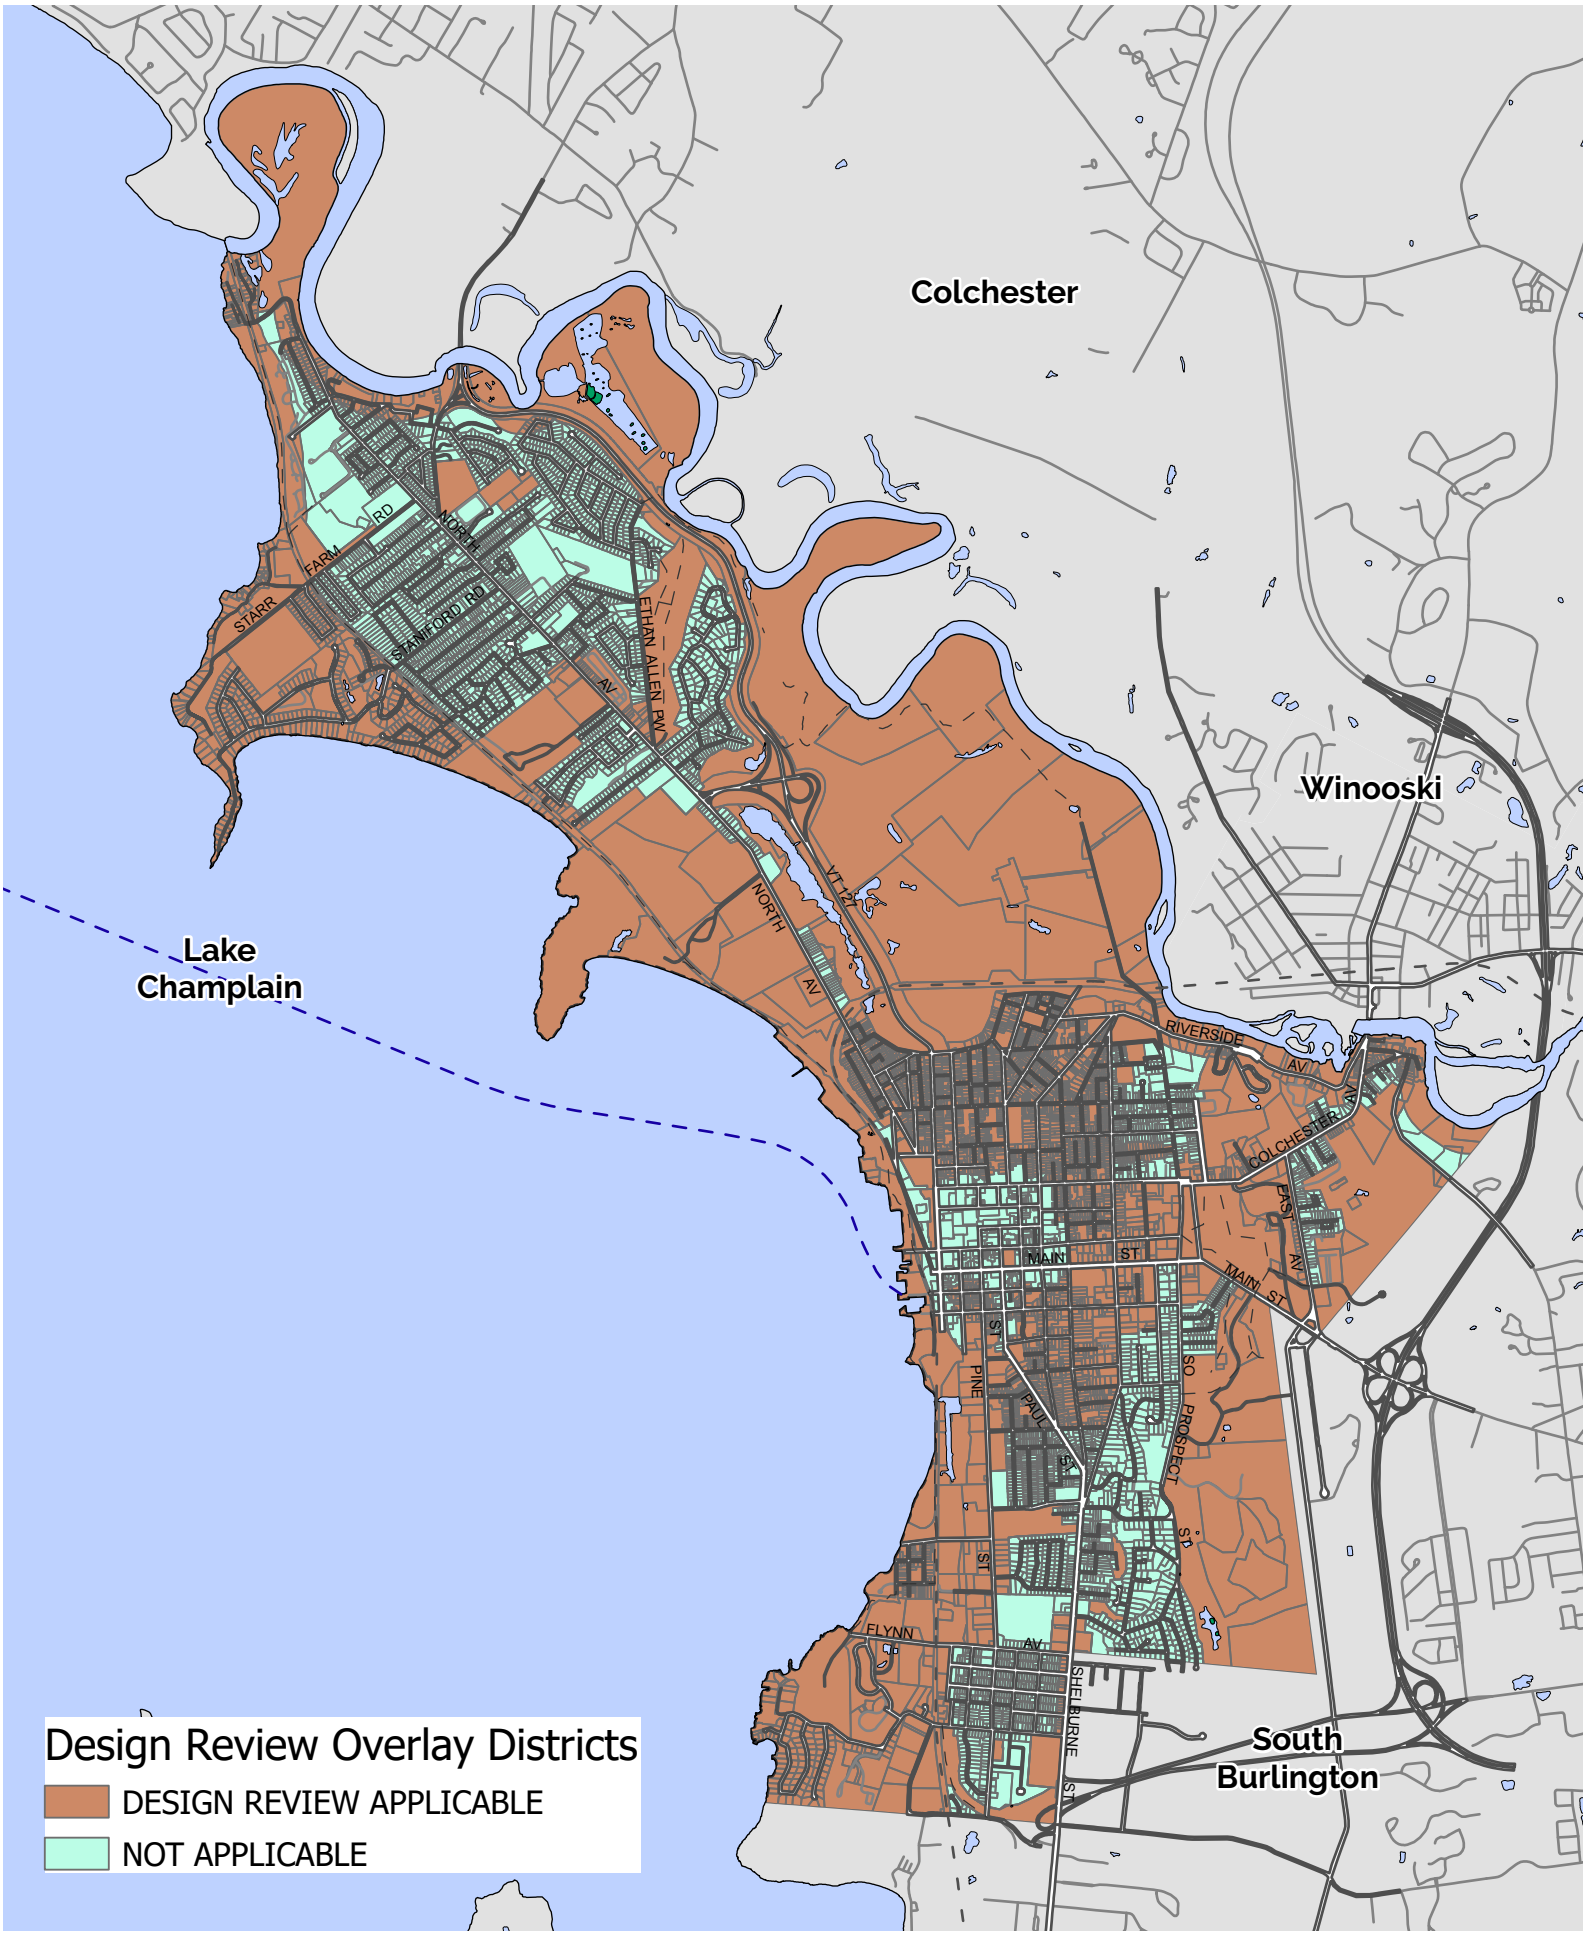 Colchester
Winooski
Lake
Champlain
South
Burlington
STARR
FARM
RD
NORTH
STANIFORD RD
AV
ETHAN ALLEN PW
VT 127
NORTH
AV
RIVERSIDE
AV
COLCHESTER
AV
EAST
AV
MAIN
ST
MAIN
ST
ST
PINE
PAUL
ST
SO
PROSPECT
ST
ST
FLYNN
AV
SHELBURNE
ST
Design Review Overlay Districts
DESIGN REVIEW APPLICABLE
NOT APPLICABLE